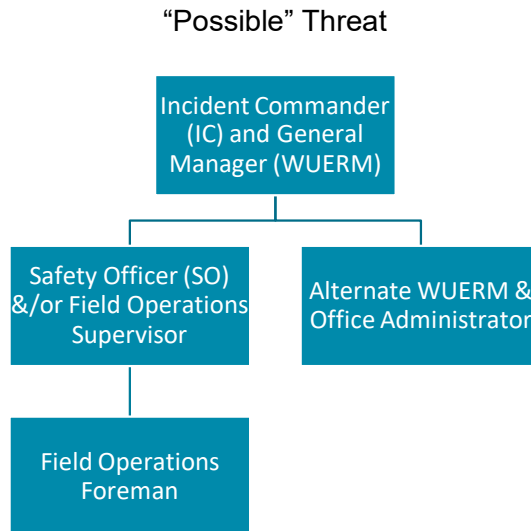 “Possible” Threat
Incident Commander
(IC) and General
Manager (WUERM)
Safety Officer (SO)
&/or Field Operations
Supervisor
Alternate WUERM &
Office Administrator
Field Operations
Foreman